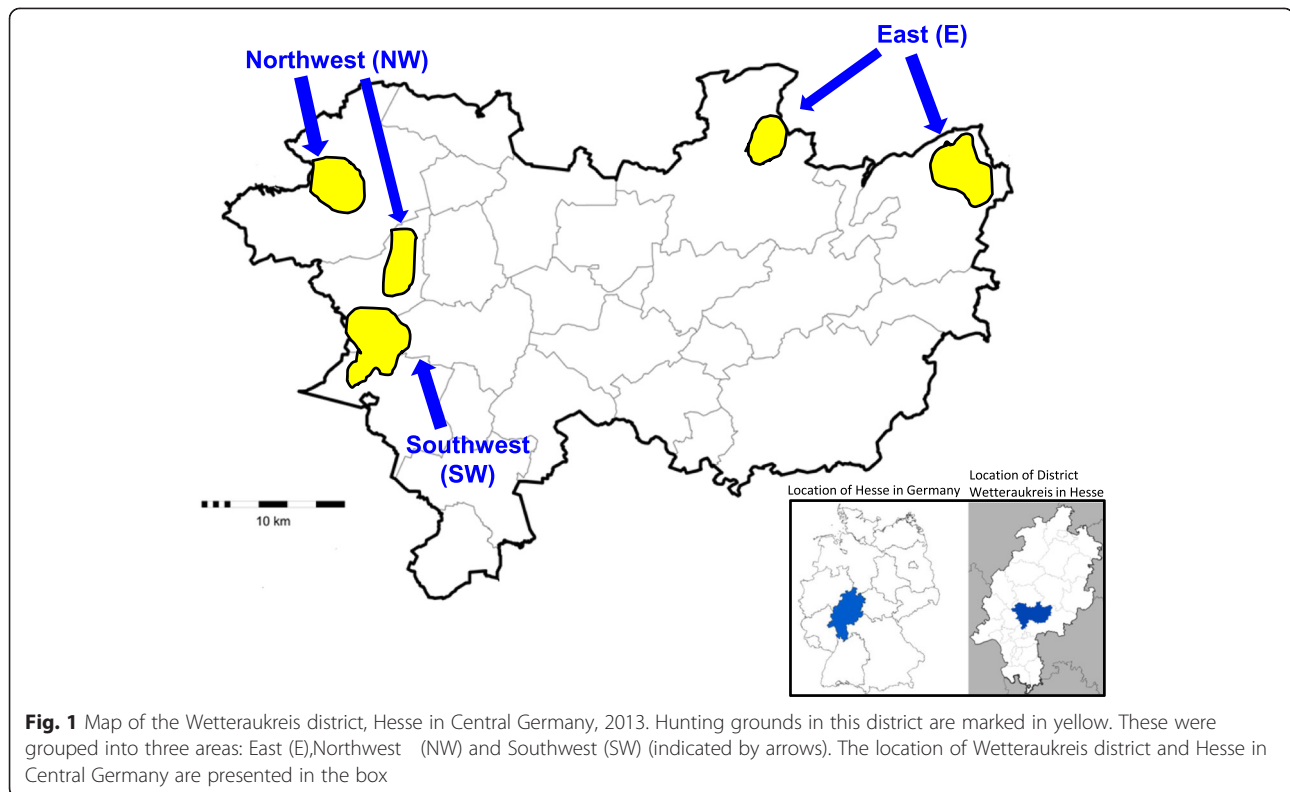 East (E)
Northwest (NW)
Southwest
(SW)
10 km
Location of Hesse in Germany
Location of District
Wetteraukreis in Hesse
Fig. 1 Map of the Wetteraukreis district, Hesse in Central Germany, 2013. Hunting grounds in this district are marked in yellow. These were
grouped into three areas: East (E),Northwest (NW) and Southwest (SW) (indicated by arrows). The location of Wetteraukreis district and Hesse in
Central Germany are presented in the box